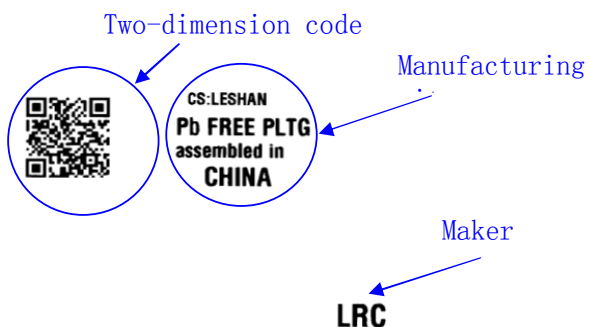 Two-dimension code
Manufacturing
CS:LESHAN
Pb FREE PLTG
assembled in
CHINA
Maker
LRC